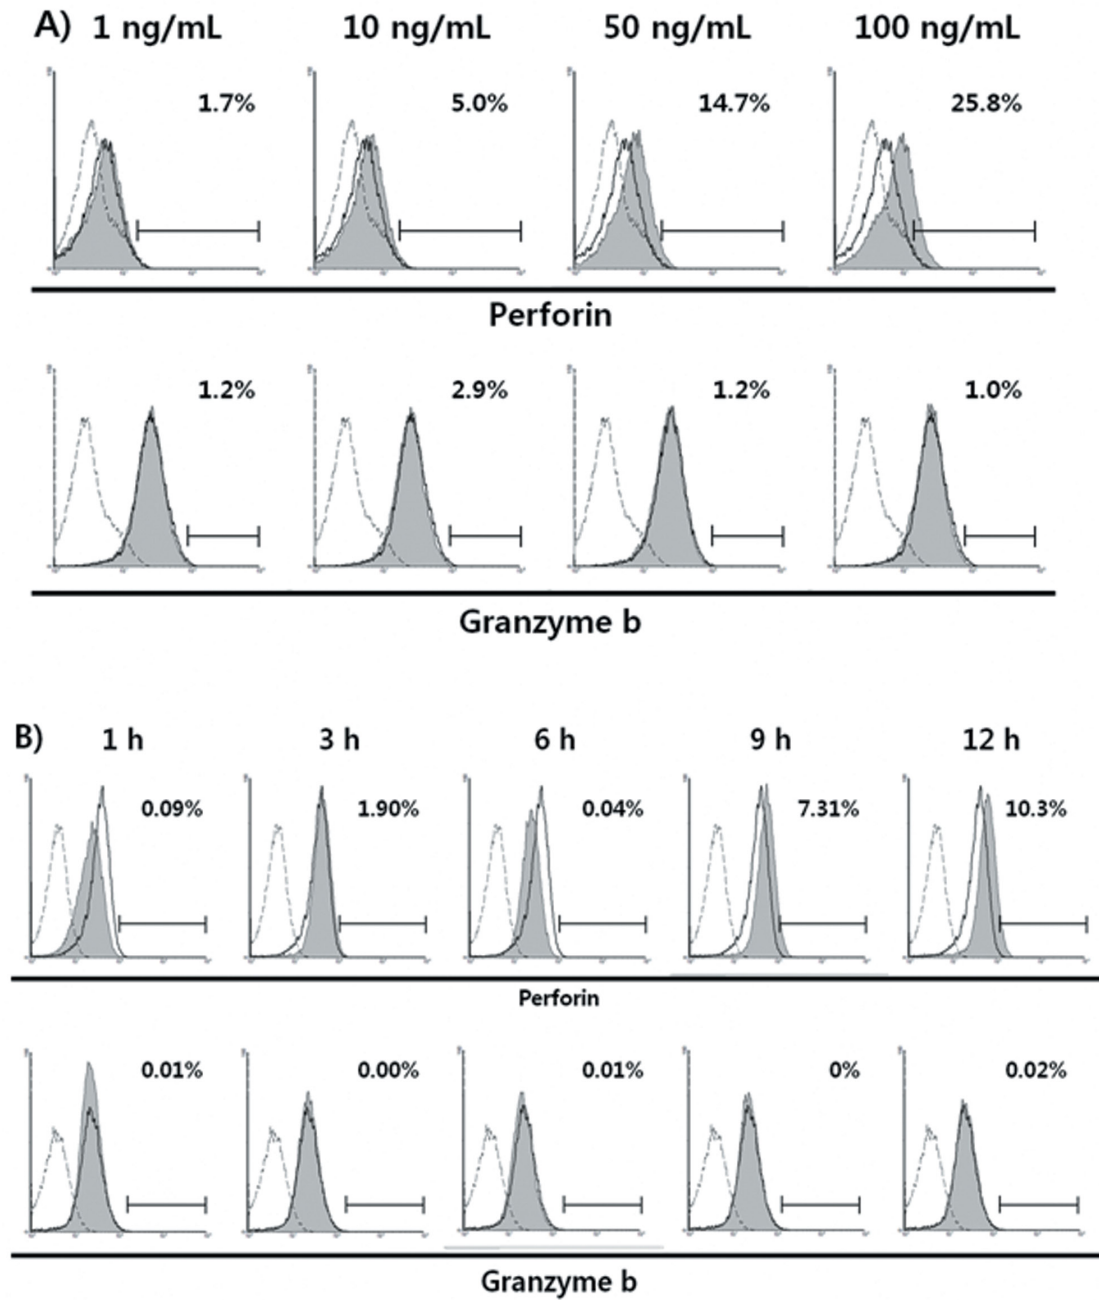 A) 1 ng/mL 10 ng/mL 50 ng/mL 100 ng/mL
1.7% 5.0% 14.7% 25.8%
Perforin
1.2% 2.9% 1.2% 1.0%
Granzyme b
B) 1 h 3 h 6 h 9 h 12 h
0.09% 1.90% 0.04% 7.31% 10.3%
Perforin
0.01% 0.00% 0.01% 0% 0.02%
Granzyme b